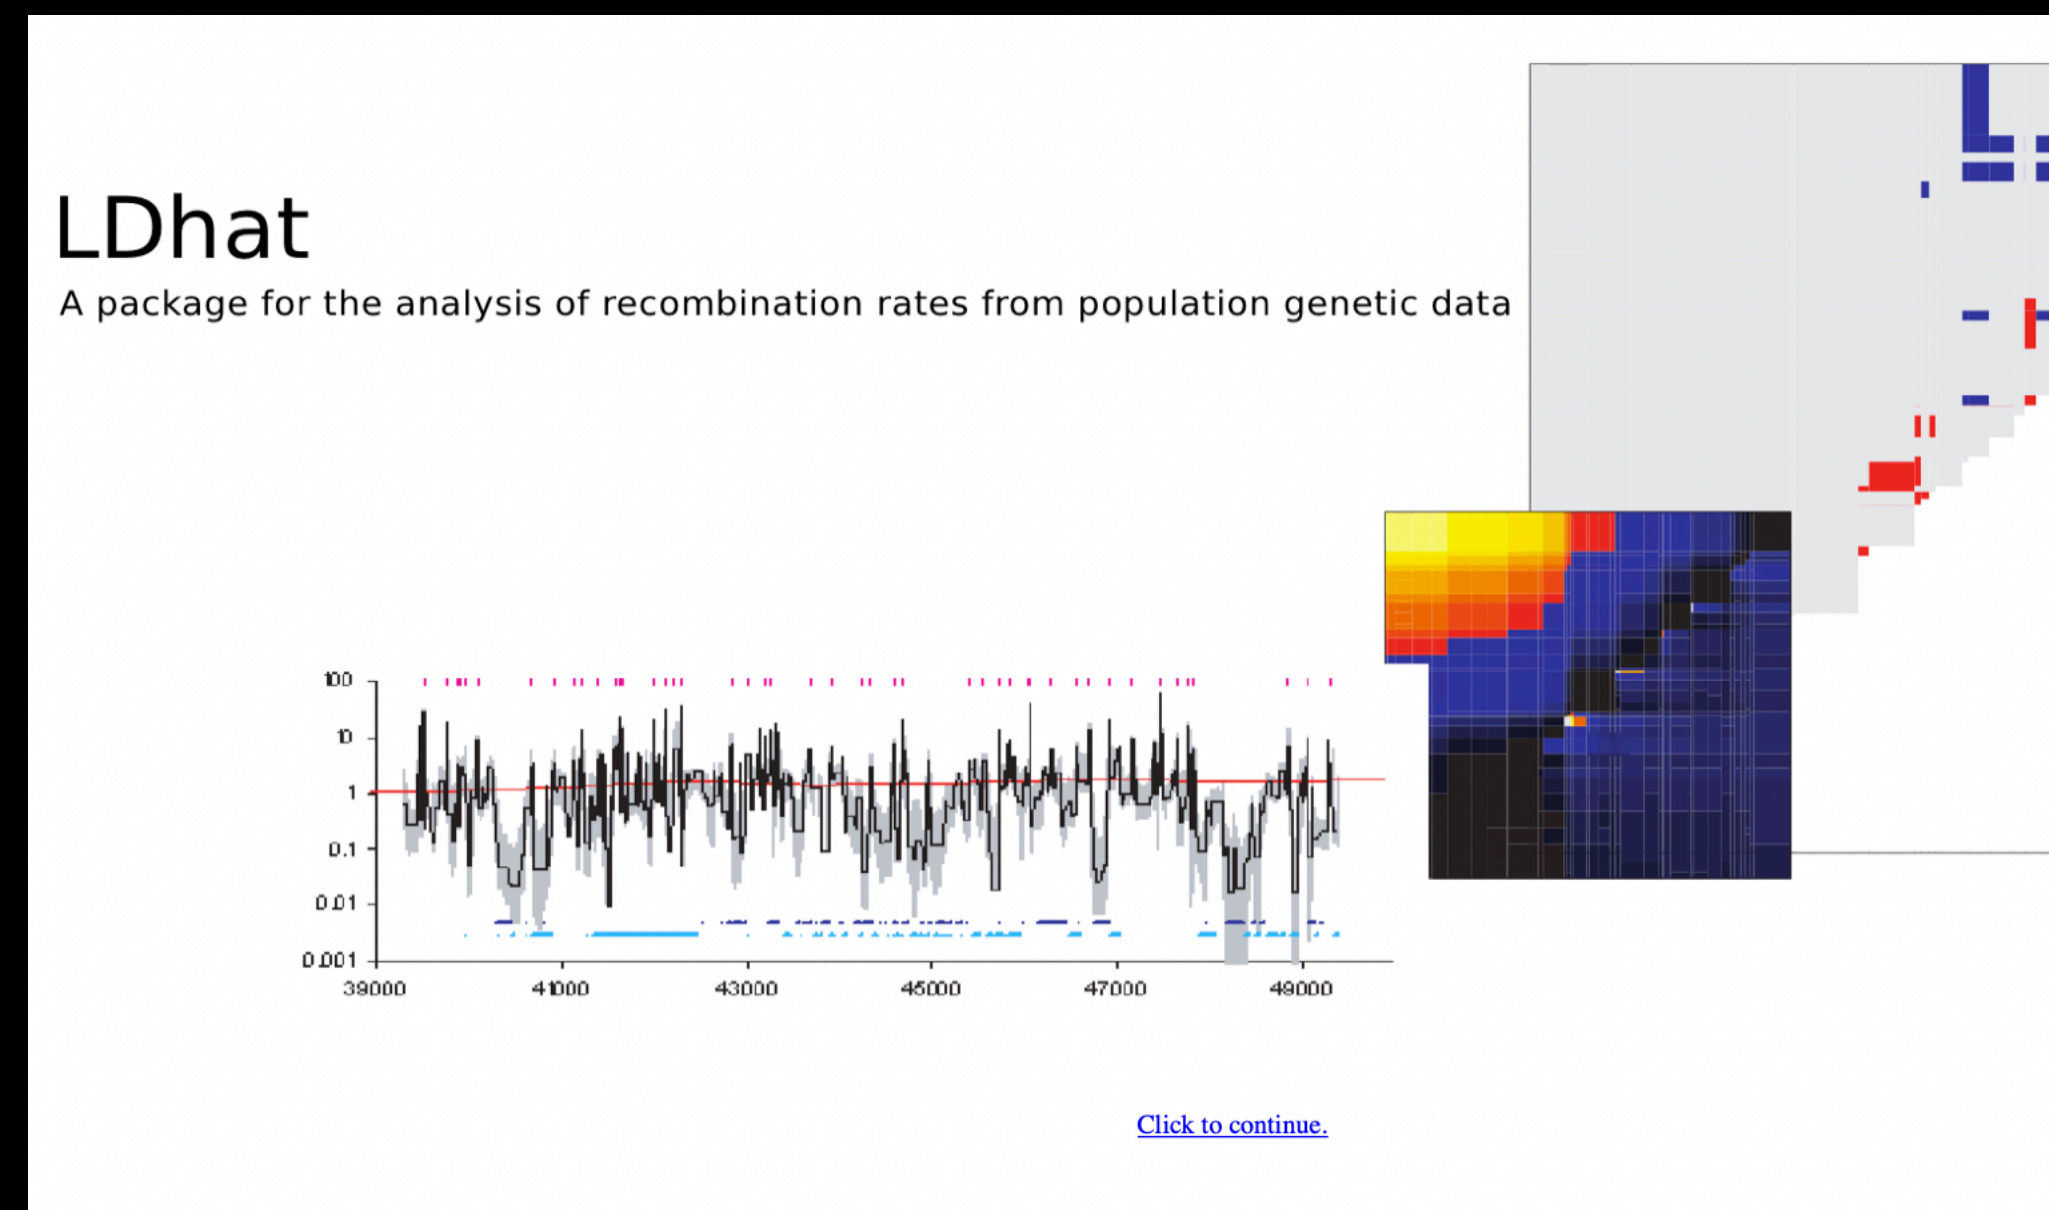 LDhat
A package for the analysis of recombination rates from population genetic data
100
10
1
0.1
0.01
0.001
39000 41000 43000 45000 47000 49000
Click to continue.